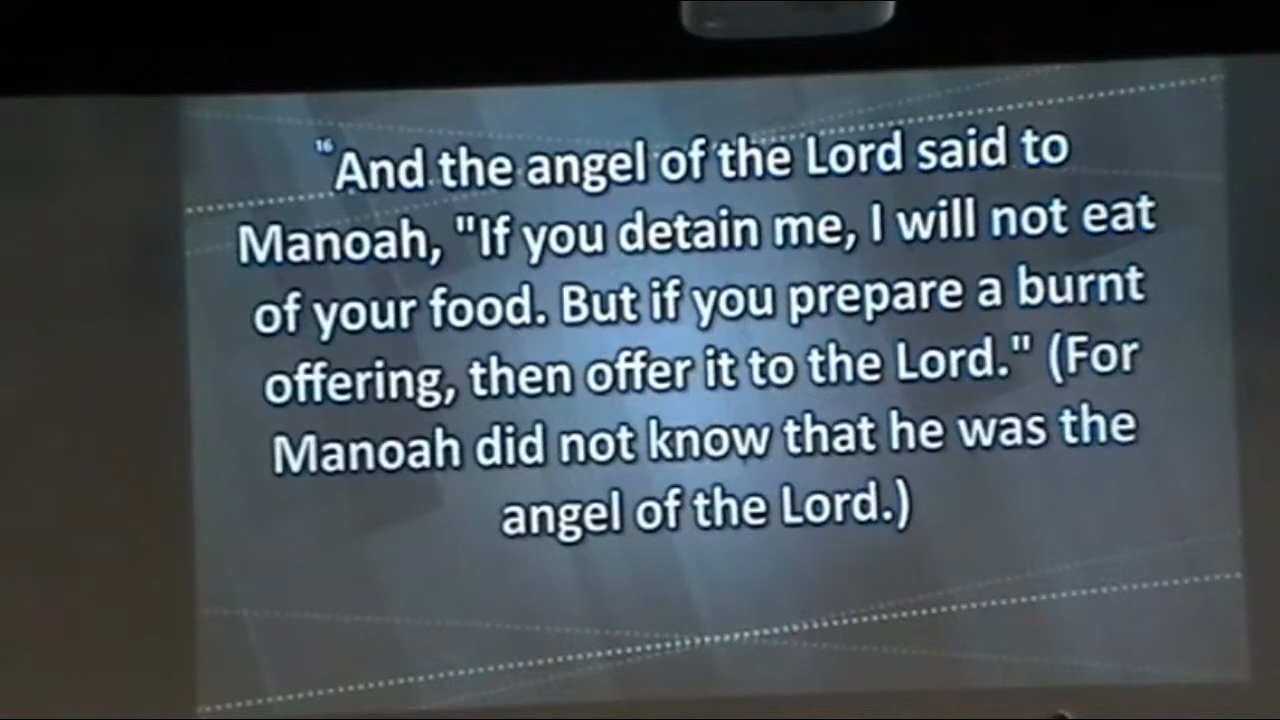 16 And the angel of the Lord said to
Manoah, "If you detain me, I will not eat
of your food. But if you prepare a burnt
offering, then offer it to the Lord." (For
Manoah did not know that he was the
angel of the Lord.)